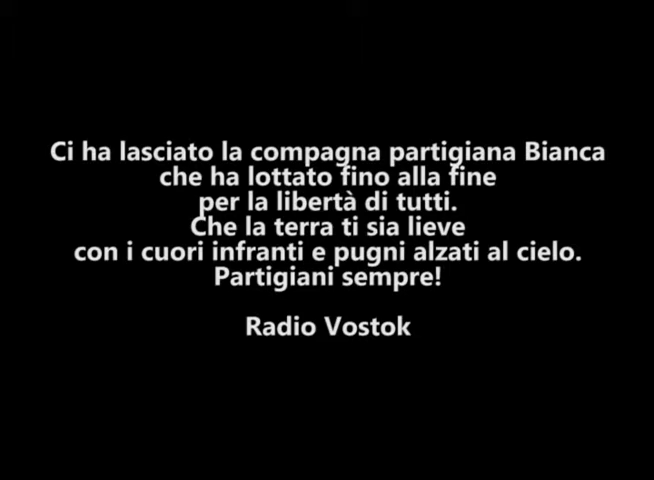 Ci ha lasciato la compagna partigiana Bianca
che ha lottato fino alla fine
per la libertà di tutti.
Che la terra ti sia lieve
con i cuori infranti e pugni alzati al cielo.
Partigiani sempre!
Radio Vostok